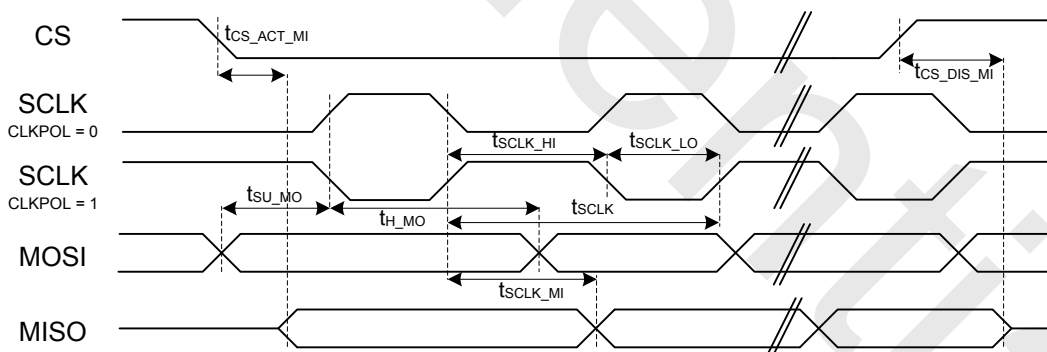 CS
tCS_ACT_MI
tCS_DIS_MI
SCLK
CLKPOL = 0
tSCLK_HI
tSCLK_LO
SCLK
CLKPOL = 1
tSU_MO
tH_MO
tSCLK
MOSI
tSCLK_MI
MISO